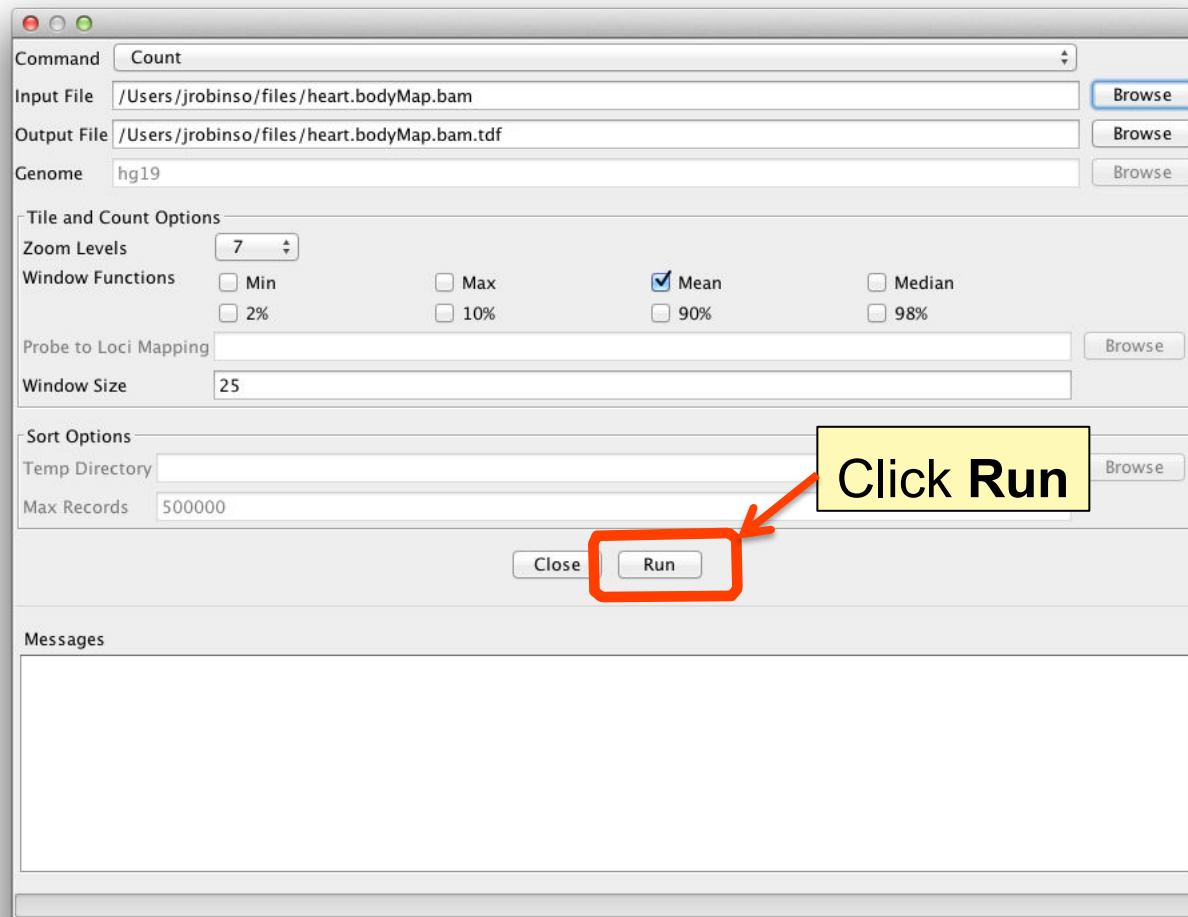 Command Count
Input File /Users/jrobinso/files/heart.bodyMap.bam Browse
Output File /Users/jrobinso/files/heart.bodyMap.bam.tdf Browse
Genome hg19 Browse
Tile and Count Options
Zoom Levels 7
Window Functions Min Max Mean Median
2% 10% 90% 98%
Probe to Loci Mapping Browse
Window Size 25
Sort Options
Temp Directory Browse
Click Run
Max Records 500000
Close Run
Messages